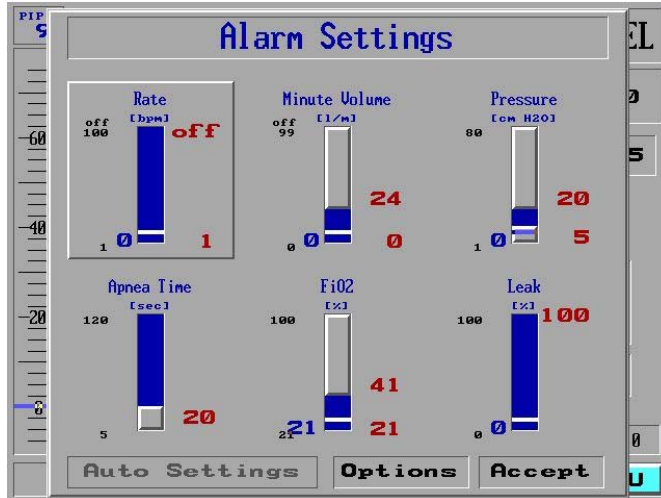 PIP
9
Alarm Settings
EL
Rate
[bpm]
off
100
off
0
1
1
Minute Volume
[l/m]
off
99
24
0
0
0
Pressure
[cm H2O]
80
20
1
0
5
Apnea Time
[sec]
120
20
5
FiO2
[%]
100
41
21
21
21
Leak
[%]
100
100
0
0
60
40
-20
0
0
5
0
U
Auto Settings
Options
Accept